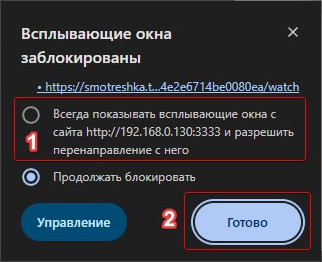 Всплывающие окна
заблокированы
• https://smotreshka.t...4e2e6714be0080ea/watch
Всегда показывать всплывающие окна с
сайта http://192.168.0.130:3333 и разрешить
перенаправление с него
1
Продолжать блокировать
Управление
2
Готово